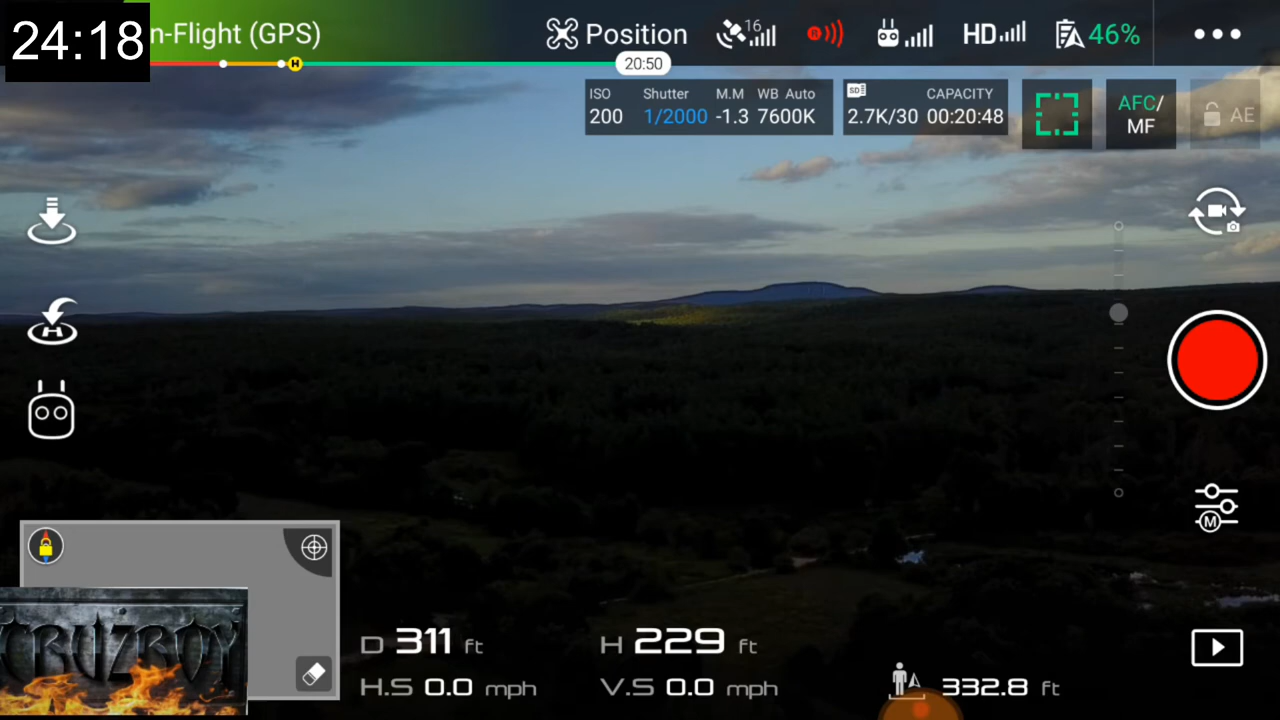 24:18
n-Flight (GPS)
Position
16
R
HD
46%
H
20:50
ISO
200
Shutter
1/2000
M.M
-1.3
WB Auto
7600K
SD
CAPACITY
2.7K/30 00:20:48
AFC/
MF
AE
H
M
CRUZBOY
D 311 ft
H 229 ft
H.S 0.0 mph
V.S 0.0 mph
332.8 ft